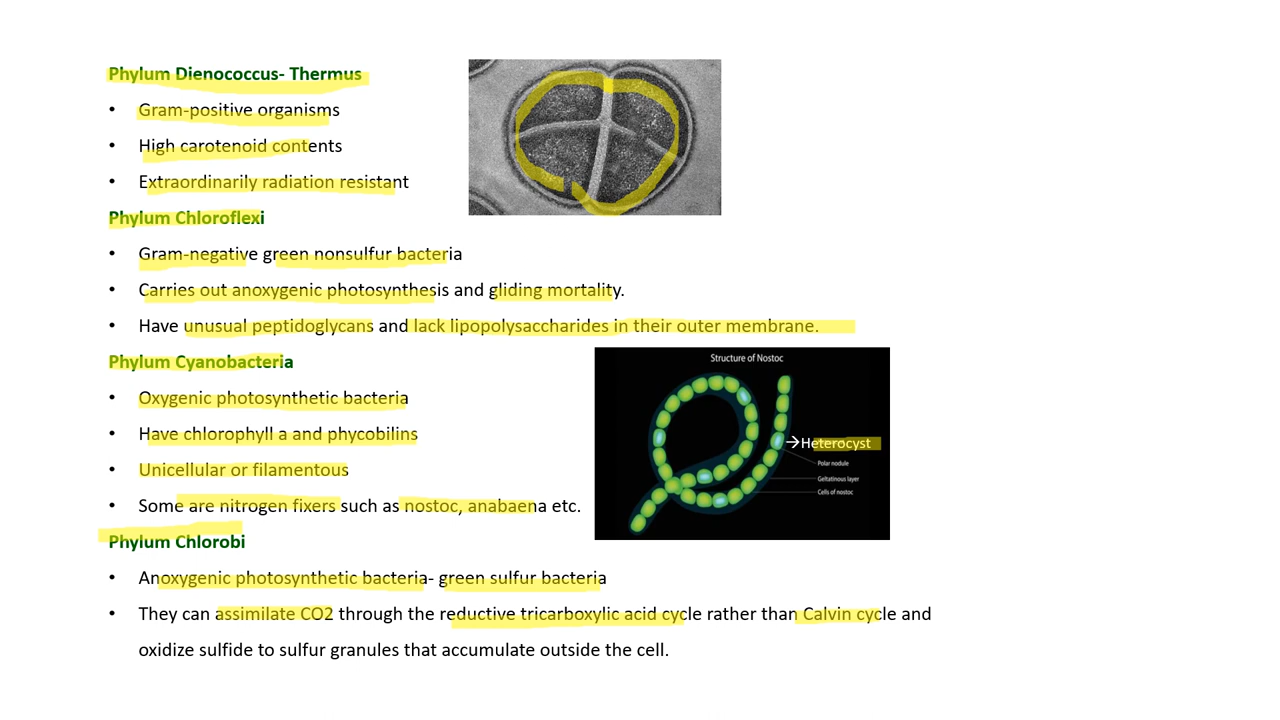 Phylum Dienococcus- Thermus
• Gram-positive organisms
• High carotenoid contents
• Extraordinarily radiation resistant
Phylum Chloroflexi
• Gram-negative green nonsulfur bacteria
• Carries out anoxygenic photosynthesis and gliding mortality.
• Have unusual peptidoglycans and lack lipopolysaccharides in their outer membrane.
Phylum Cyanobacteria
• Oxygenic photosynthetic bacteria
• Have chlorophyll a and phycobilins
• Unicellular or filamentous
• Some are nitrogen fixers such as nostoc, anabaena etc.
Structure of Nostoc
Heterocyst
Polar nodule
Geltatinous layer
Cells of nostoc
Phylum Chlorobi
• Anoxygenic photosynthetic bacteria- green sulfur bacteria
• They can assimilate CO2 through the reductive tricarboxylic acid cycle rather than Calvin cycle and
oxidize sulfide to sulfur granules that accumulate outside the cell.